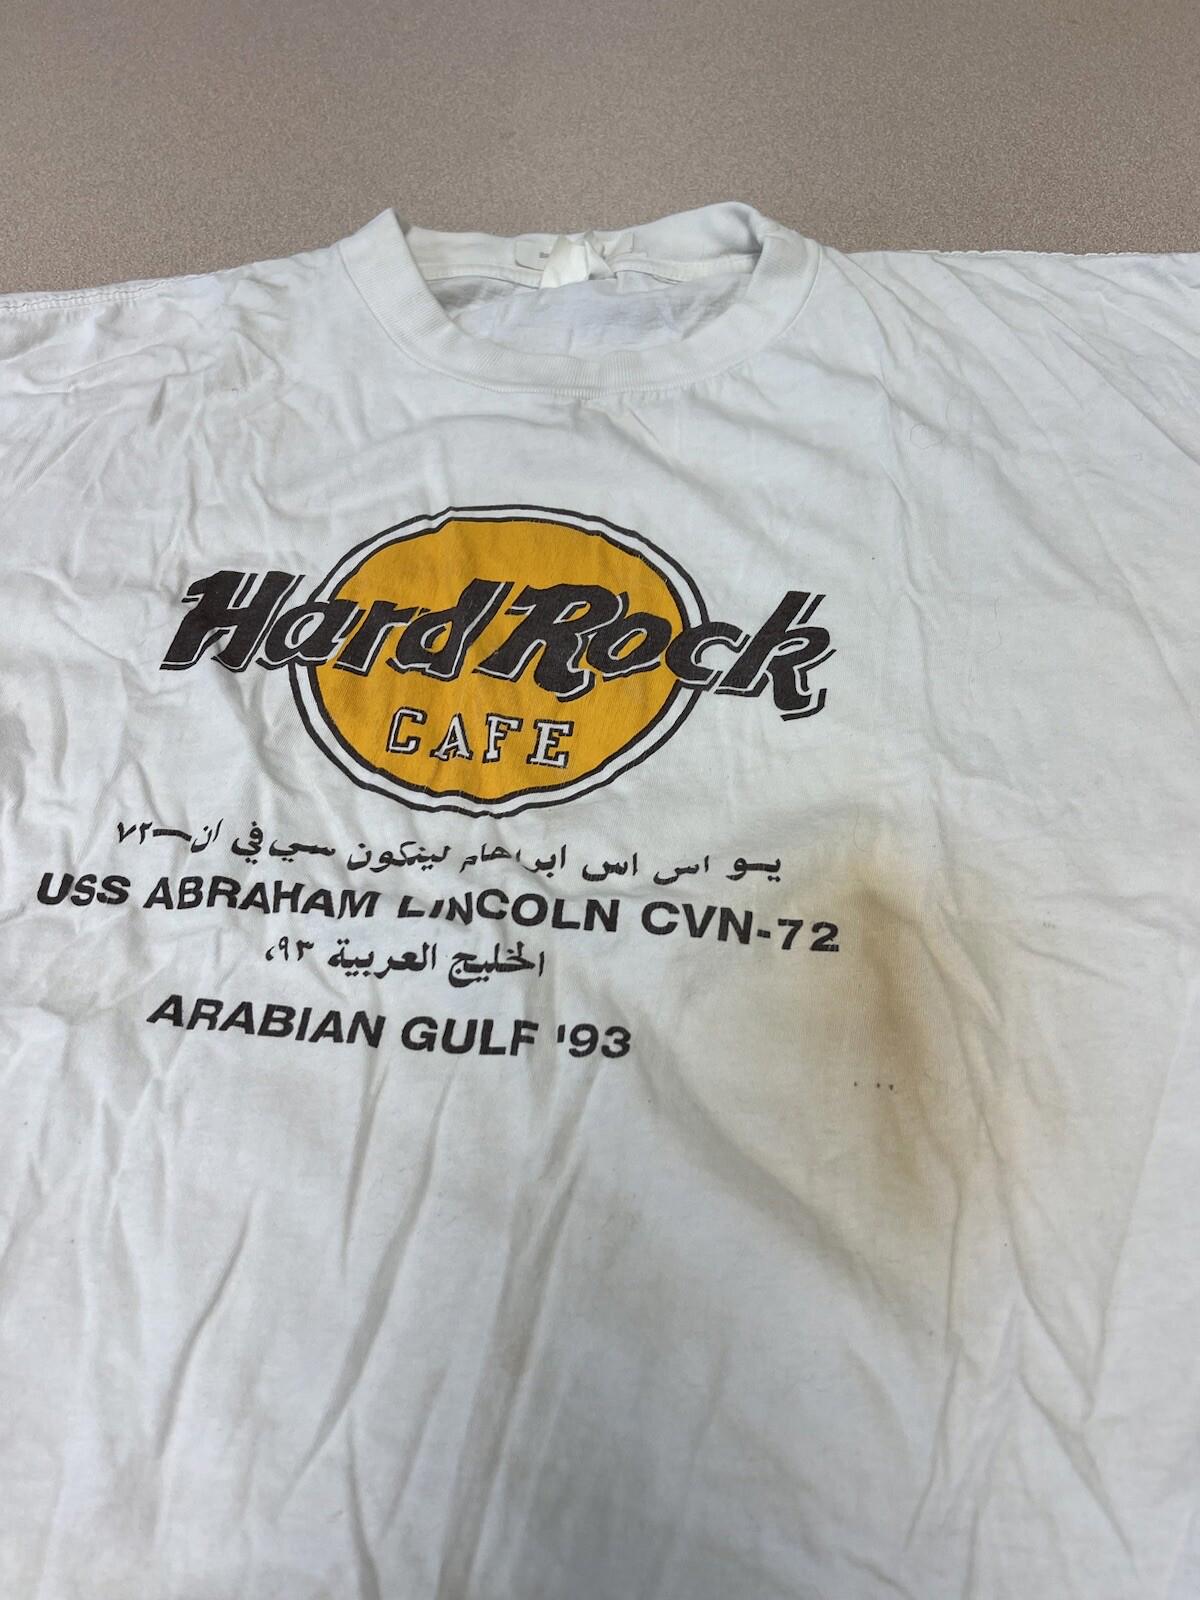 Hard Rock
CAFE
يو اس اس ابراهام لينكون سي في ان—٧٢
USS ABRAHAM LINCOLN CVN-72
الخليج العربية ٩٣،
ARABIAN GULF '93